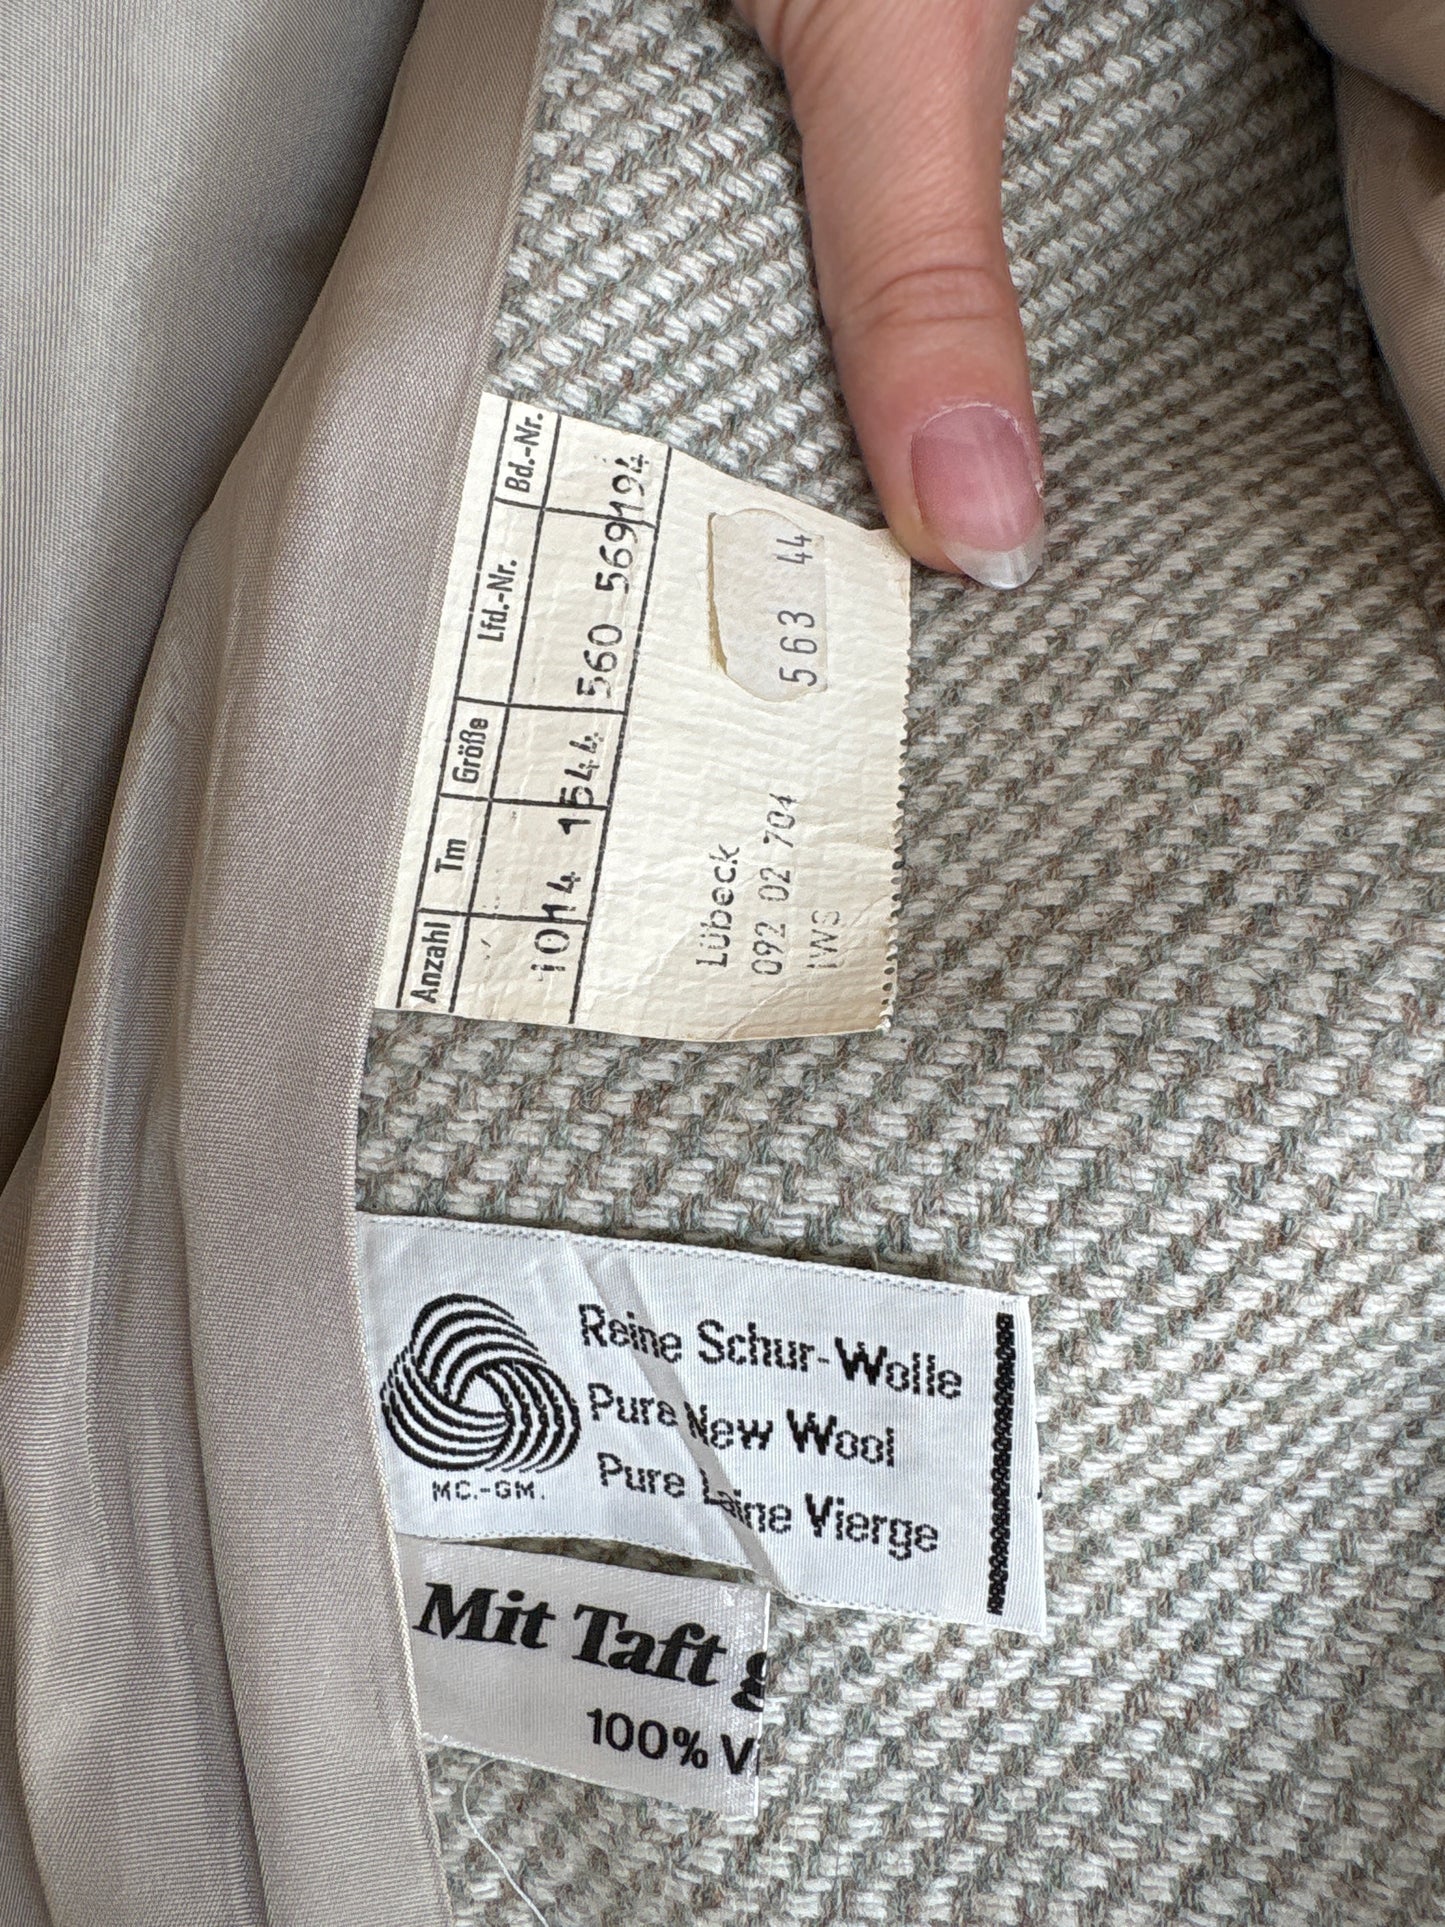 Anzahl Tm Größe Lfd.-Nr. Bd.-Nr.
1014 1544 560 569194
Lübeck
092 02 704
IWS
563 44
Reine Schur-Wolle
Pure New Wool
Pure Laine Vierge
MC.-GM.
Mit Taft
100%